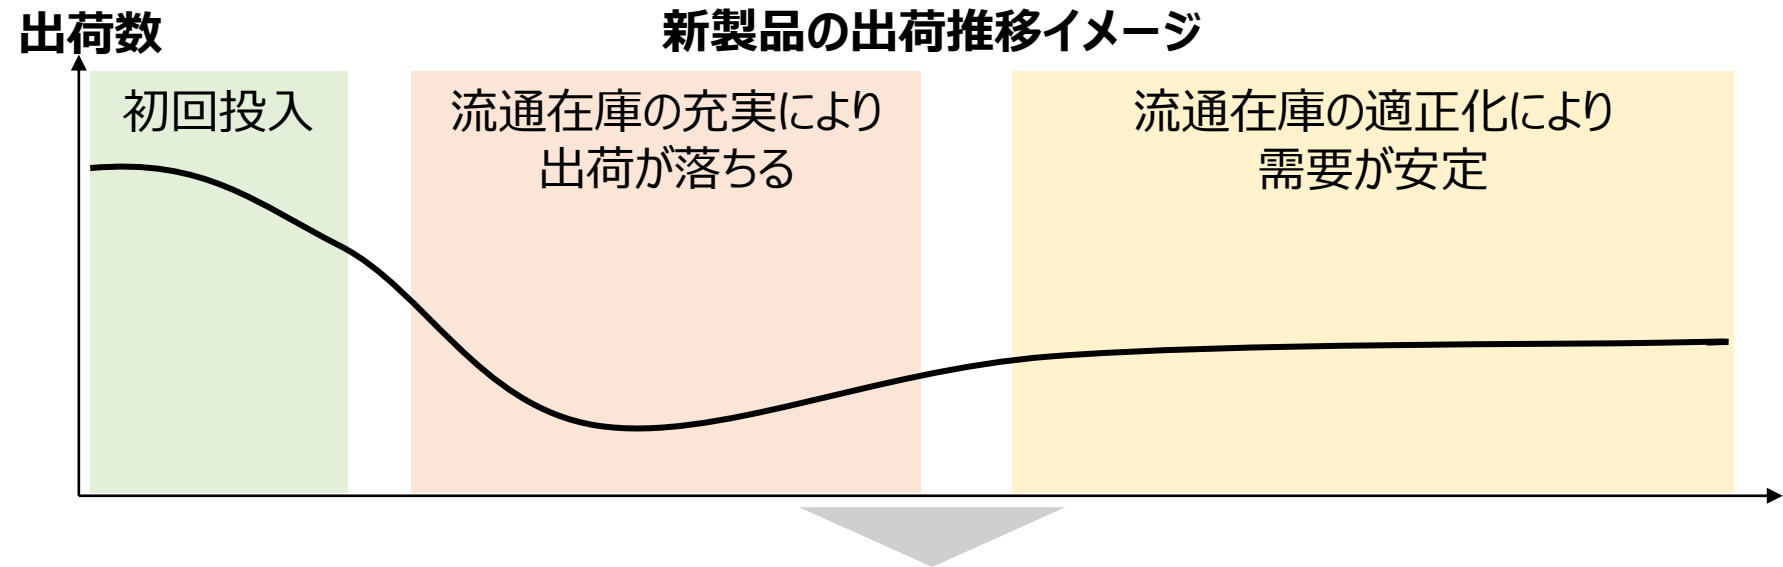 出荷数
新製品の出荷推移イメージ
初回投入
流通在庫の充実により
出荷が落ちる
流通在庫の適正化により
需要が安定